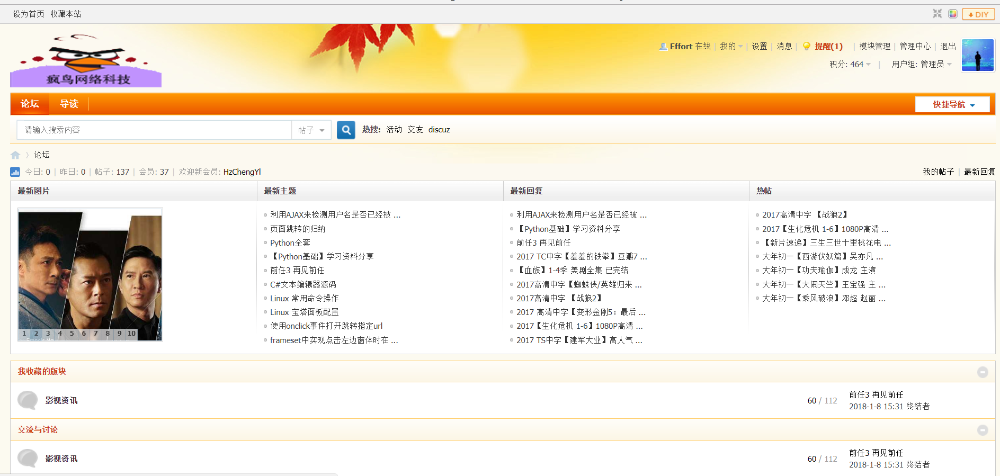 设为首页 收藏本站
DIY
疯鸟网络科技
Effort 在线 | 我的 | 设置 | 消息 | 提醒(1) | 模块管理 | 管理中心 | 退出
积分: 464 | 用户组: 管理员
论坛 导读 快捷导航
请输入搜索内容 帖子 热搜: 活动 交友 discuz
论坛
今日: 0 | 昨日: 0 | 帖子: 137 | 会员: 37 | 欢迎新会员: HzChengYl 我的帖子 | 最新回复
最新图片
1 2 3 4 5 6 7 8 9 10
最新主题
利用AJAX来检测用户名是否已经被 ...
页面跳转的归纳
Python全套
【Python基础】学习资料分享
前任3 再见前任
C#文本编辑器源码
Linux 常用命令操作
Linux 宝塔面板配置
使用onclick事件打开跳转指定url
frameset中实现点击左边窗体时在 ...
最新回复
利用AJAX来检测用户名是否已经被 ...
【Python基础】学习资料分享
前任3 再见前任
2017 TC中字【羞羞的铁拳】豆瓣7 ...
【血族】1-4季 美剧全集 已完结
2017高清中字【蜘蛛侠/英雄归来 ...
2017高清中字 【战狼2】
2017 高清中字【变形金刚5：最后 ...
2017【生化危机 1-6】1080P高清 ...
2017 TS中字【建军大业】高人气 ...
热帖
2017高清中字 【战狼2】
2017【生化危机 1-6】1080P高清 ...
【新片速递】三生三世十里桃花电 ...
大年初一【西游伏妖篇】吴亦凡 ...
大年初一【功夫瑜伽】成龙 主演
大年初一【大闹天竺】王宝强 主 ...
大年初一【乘风破浪】邓超 赵丽 ...
我收藏的版块
影视资讯 60 / 112 前任3 再见前任
2018-1-8 15:31 终结者
交流与讨论
影视资讯 60 / 112 前任3 再见前任
2018-1-8 15:31 终结者